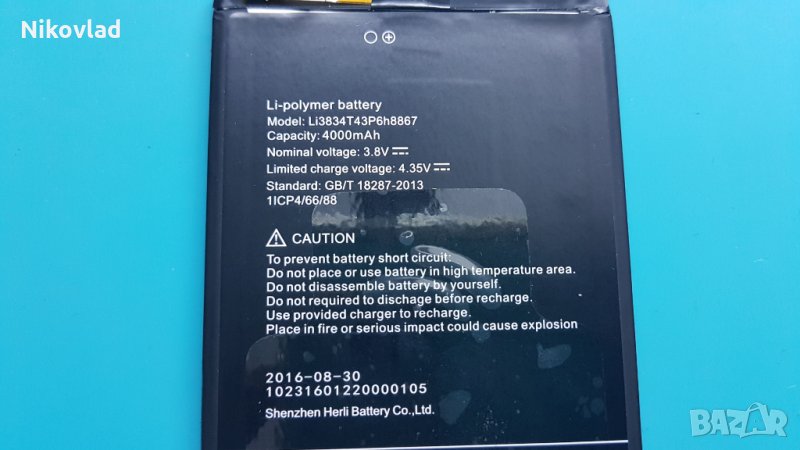 Nikovlad
Li-polymer battery
Model: Li3834T43P6h8867
Capacity: 4000mAh
Nominal voltage: 3.8V
Limited charge voltage: 4.35V
Standard: GB/T 18287-2013
1ICP4/66/88
CAUTION
To prevent battery short circuit:
Do not place or use battery in high temperature area.
Do not disassemble battery by yourself.
Do not required to dischage before recharge.
Use provided charger to recharge.
Place in fire or serious impact could cause explosion
2016-08-30
10231601220000105
Shenzhen Herli Battery Co.,Ltd.
BAZAR